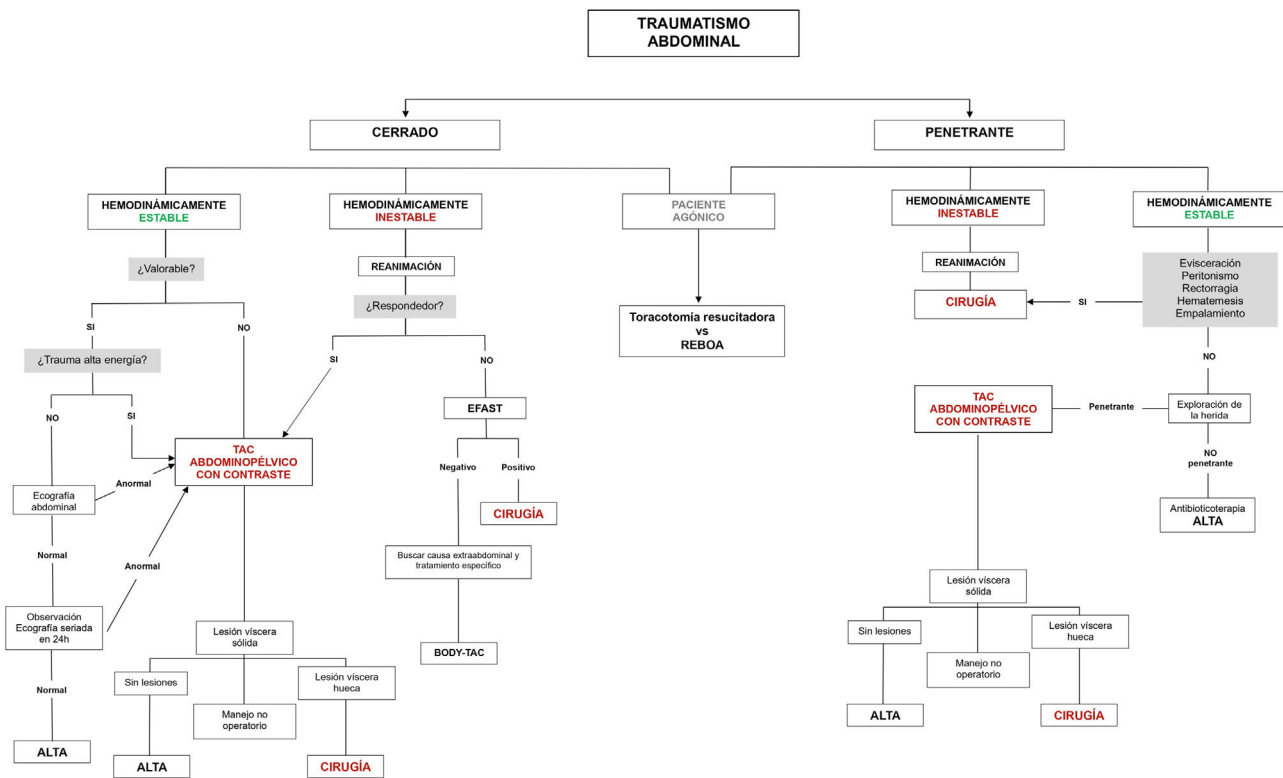 TRAUMATISMO
ABDOMINAL
CERRADO
PENETRANTE
HEMODINÁMICAMENTE
ESTABLE
HEMODINÁMICAMENTE
INESTABLE
PACIENTE
AGÓNICO
HEMODINÁMICAMENTE
INESTABLE
HEMODINÁMICAMENTE
ESTABLE
¿Valorable?
REANIMACIÓN
REANIMACIÓN
Evisceración
Peritonismo
Rectorragia
Hematemesis
Empalamiento
¿Respondedor?
CIRUGÍA
SI
Toracotomía resucitadora
vs
REBOA
SI
NO
¿Trauma alta energía?
SI
NO
NO
EFAST
TAC
ABDOMINOPÉLVICO
CON CONTRASTE
Penetrante
Exploración de
la herida
NO
SI
TAC
ABDOMINOPÉLVICO
CON CONTRASTE
Negativo
Positivo
NO
penetrante
Ecografía
abdominal
Anormal
CIRUGÍA
Antibioticoterapia
ALTA
Normal
Anormal
Buscar causa extraabdominal y
tratamiento específico
Observación
Ecografía seriada
en 24h
Lesión víscera
sólida
BODY-TAC
Lesión víscera
sólida
Sin lesiones
Lesión víscera
hueca
Normal
Sin lesiones
Manejo no
operatorio
Lesión víscera
hueca
Manejo no
operatorio
ALTA
CIRUGÍA
ALTA
ALTA
CIRUGÍA